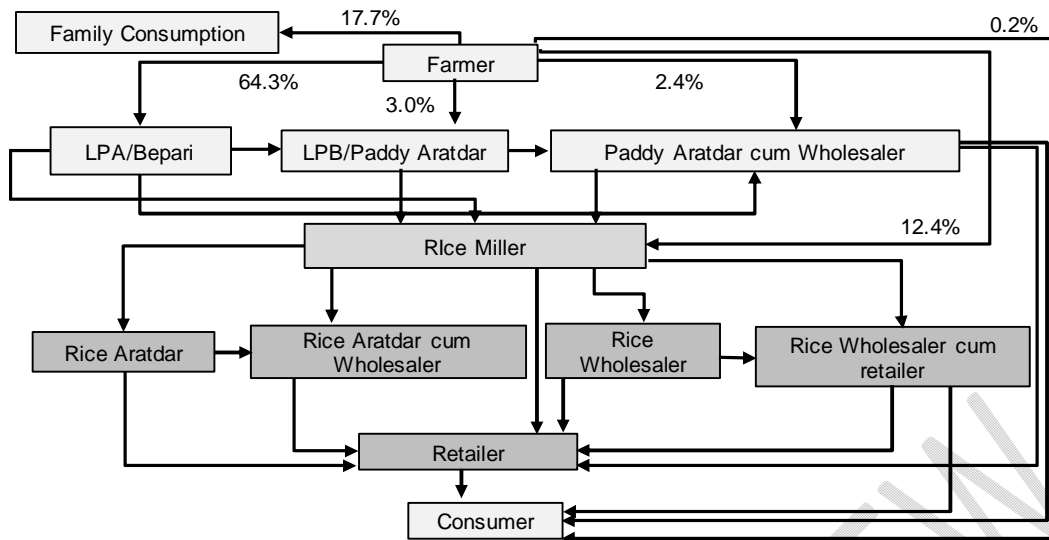 17.7%
0.2%
Family Consumption
Farmer
64.3%
3.0%
2.4%
LPA/Bepari
LPB/Paddy Aratdar
Paddy Aratdar cum Wholesaler
12.4%
RIce Miller
Rice Aratdar
Rice Aratdar cum
Wholesaler
Rice
Wholesaler
Rice Wholesaler cum
retailer
Retailer
Consumer